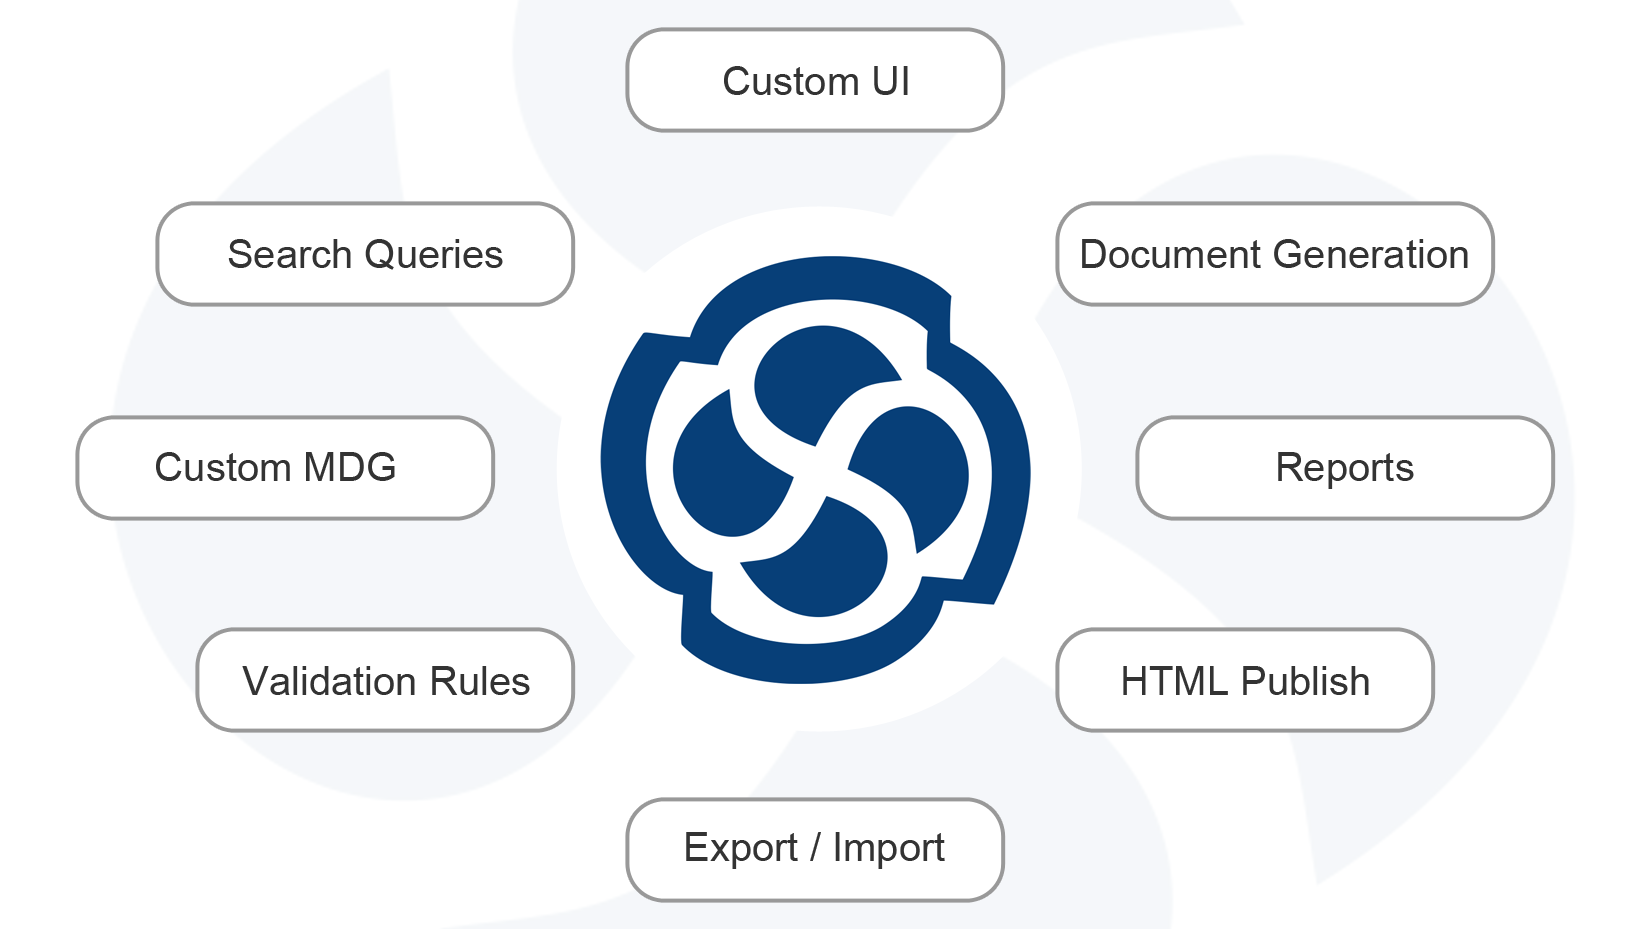 Custom UI
Search Queries
Document Generation
Custom MDG
Reports
Validation Rules
HTML Publish
Export / Import